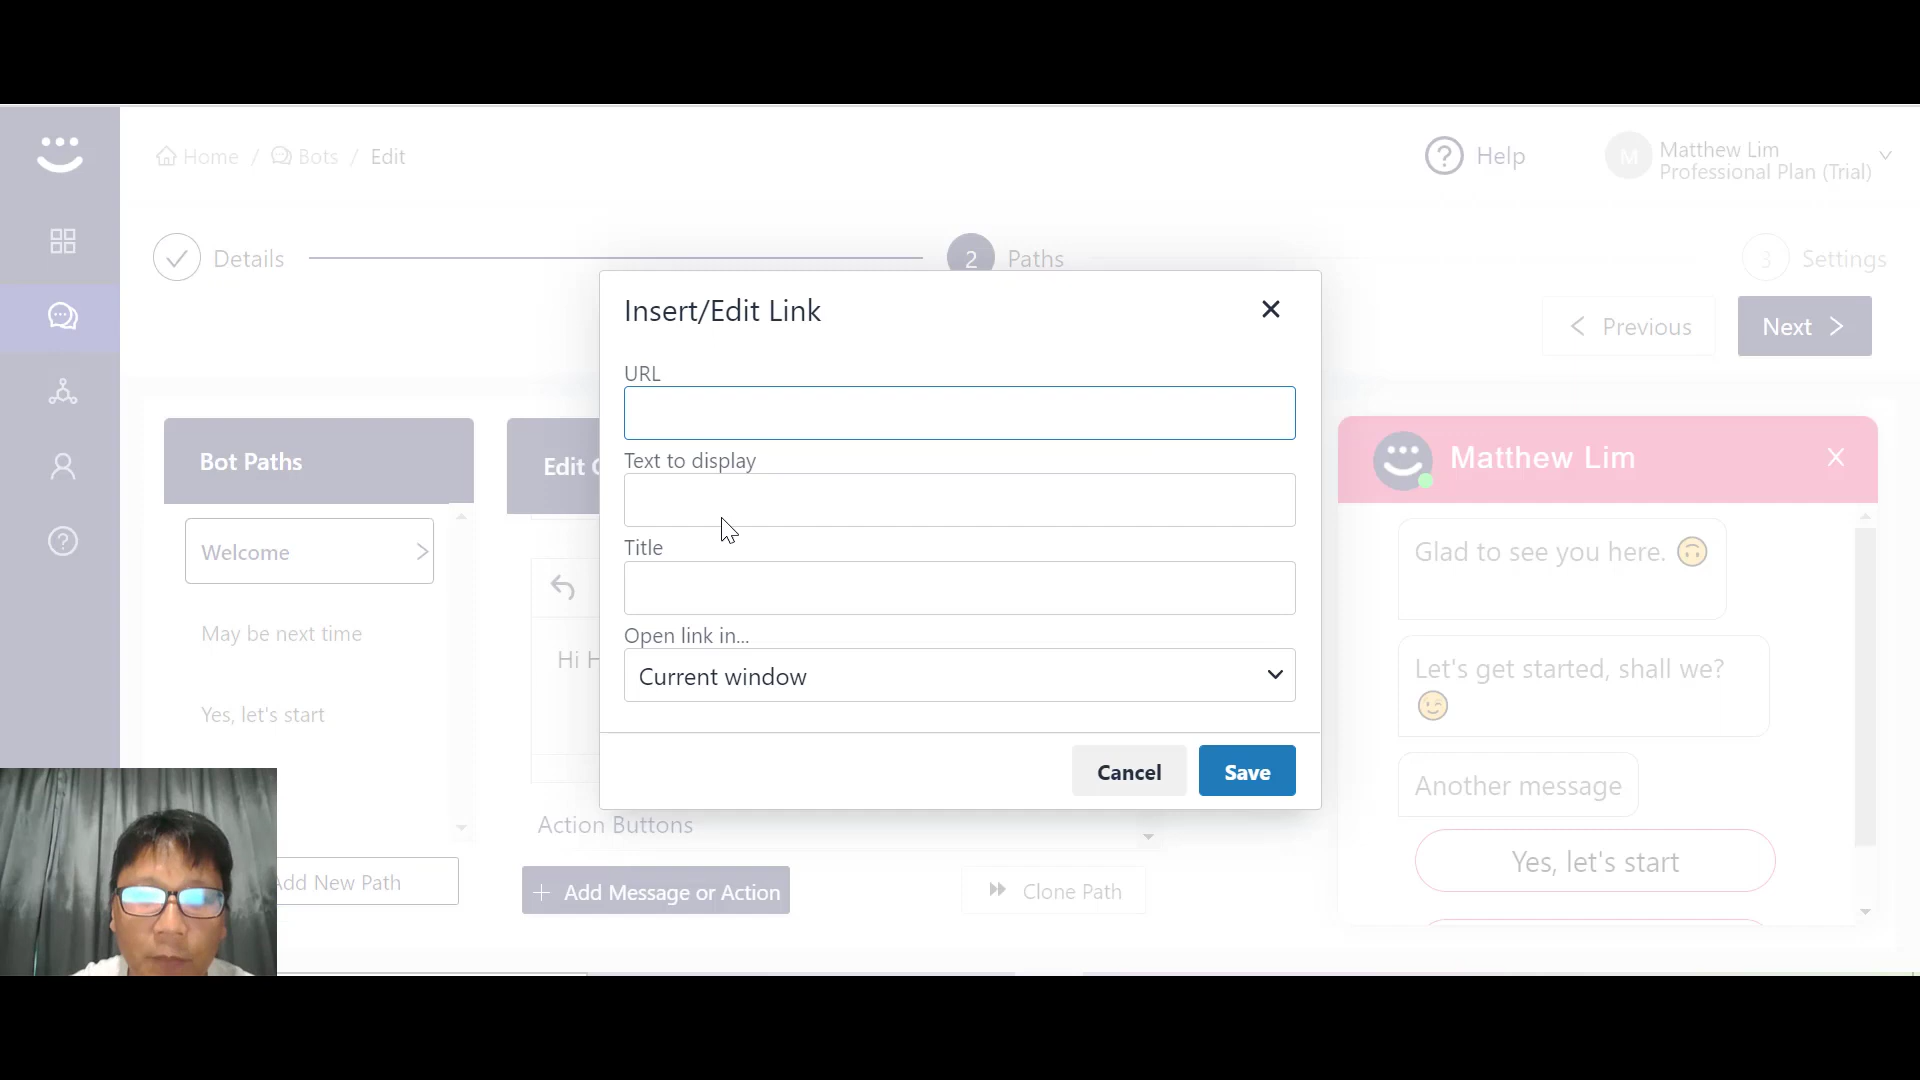 Home / Bots / Edit
Help
M
Matthew Lim
Professional Plan (Trial)
Details
2
Paths
3
Settings
Previous
Next
Insert/Edit Link
URL
Text to display
Title
Open link in...
Current window
Cancel
Save
Bot Paths
Welcome
May be next time
Yes, let's start
Add New Path
Edit
Hi
Action Buttons
Add Message or Action
Clone Path
Matthew Lim
Glad to see you here.
Let's get started, shall we?
Another message
Yes, let's start